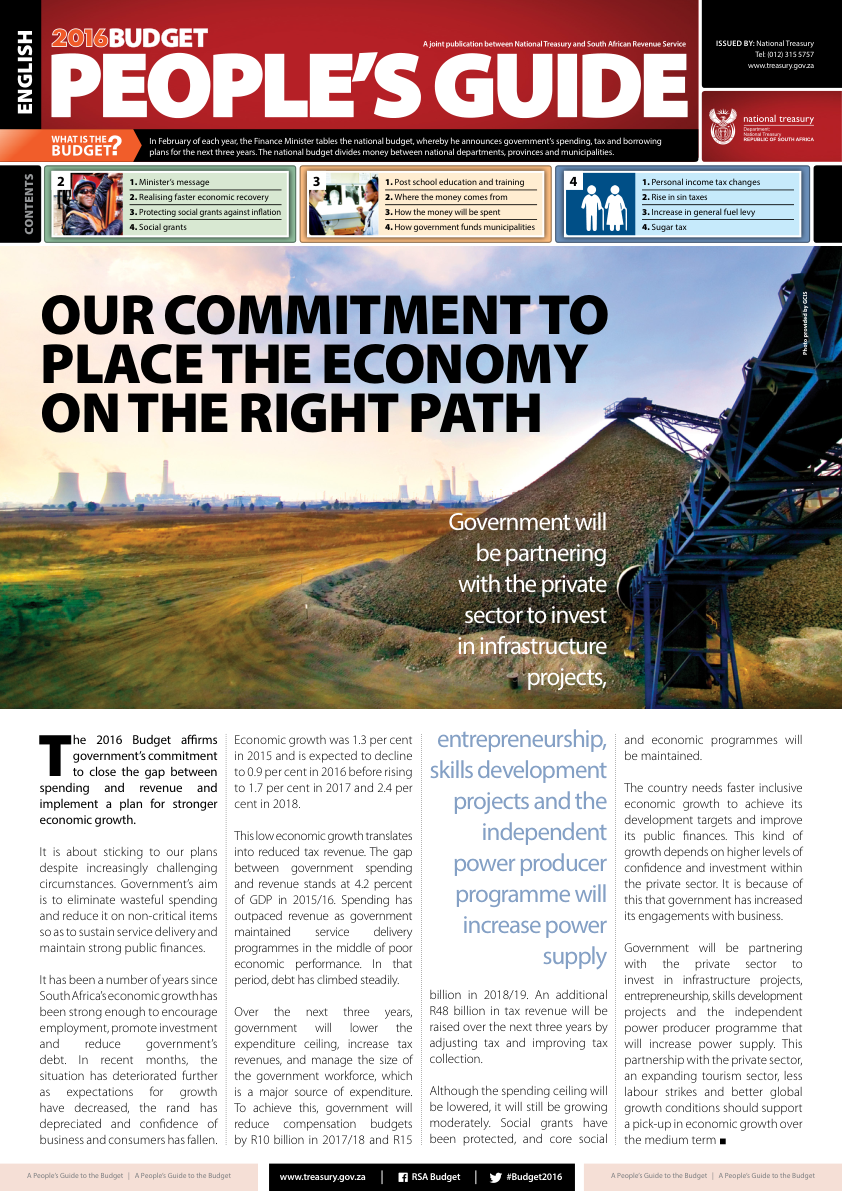 ENGLISH
2016BUDGET
A joint publication between National Treasury and South African Revenue Service
PEOPLE'S GUIDE
ISSUED BY: National Treasury
Tel: (012) 315 5757
www.treasury.gov.za
national treasury
Department:
National Treasury
REPUBLIC OF SOUTH AFRICA
WHAT IS THE
BUDGET?
In February of each year, the Finance Minister tables the national budget, whereby he announces government's spending, tax and borrowing
plans for the next three years. The national budget divides money between national departments, provinces and municipalities.
CONTENTS
2
1. Minister's message
2. Realising faster economic recovery
3. Protecting social grants against inflation
4. Social grants
3
1. Post school education and training
2. Where the money comes from
3. How the money will be spent
4. How government funds municipalities
4
1. Personal income tax changes
2. Rise in sin taxes
3. Increase in general fuel levy
4. Sugar tax
OUR COMMITMENT TO
PLACE THE ECONOMY
ON THE RIGHT PATH
Photo provided by GCIS
Government will
be partnering
with the private
sector to invest
in infrastructure
projects,
entrepreneurship,
skills development
projects and the
independent
power producer
programme will
increase power
supply
The 2016 Budget affirms
government's commitment
to close the gap between
spending and revenue and
implement a plan for stronger
economic growth.
It is about sticking to our plans
despite increasingly challenging
circumstances. Government's aim
is to eliminate wasteful spending
and reduce it on non-critical items
so as to sustain service delivery and
maintain strong public finances.
It has been a number of years since
South Africa's economic growth has
been strong enough to encourage
employment, promote investment
and reduce government's
debt. In recent months, the
situation has deteriorated further
as expectations for growth
have decreased, the rand has
depreciated and confidence of
business and consumers has fallen.
Economic growth was 1.3 per cent
in 2015 and is expected to decline
to 0.9 per cent in 2016 before rising
to 1.7 per cent in 2017 and 2.4 per
cent in 2018.
This low economic growth translates
into reduced tax revenue. The gap
between government spending
and revenue stands at 4.2 percent
of GDP in 2015/16. Spending has
outpaced revenue as government
maintained service delivery
programmes in the middle of poor
economic performance. In that
period, debt has climbed steadily.
Over the next three years,
government will lower the
expenditure ceiling, increase tax
revenues, and manage the size of
the government workforce, which
is a major source of expenditure.
To achieve this, government will
reduce compensation budgets
by R10 billion in 2017/18 and R15
billion in 2018/19. An additional
R48 billion in tax revenue will be
raised over the next three years by
adjusting tax and improving tax
collection.
Although the spending ceiling will
be lowered, it will still be growing
moderately. Social grants have
been protected, and core social
and economic programmes will
be maintained.
The country needs faster inclusive
economic growth to achieve its
development targets and improve
its public finances. This kind of
growth depends on higher levels of
confidence and investment within
the private sector. It is because of
this that government has increased
its engagements with business.
Government will be partnering
with the private sector to
invest in infrastructure projects,
entrepreneurship, skills development
projects and the independent
power producer programme that
will increase power supply. This
partnership with the private sector,
an expanding tourism sector, less
labour strikes and better global
growth conditions should support
a pick-up in economic growth over
the medium term ■
A People's Guide to the Budget | A People's Guide to the Budget
www.treasury.gov.za | RSA Budget | #Budget2016
A People's Guide to the Budget | A People's Guide to the Budget